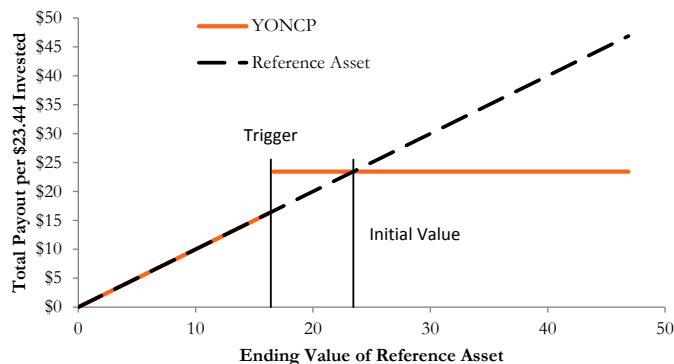 $50
$45
$40
$35
$30
$25
$20
$15
$10
$5
$0
Total Payout per $23.44 Invested
YONCP
Reference Asset
Trigger
Initial Value
0
10
20
30
40
50
Ending Value of Reference Asset